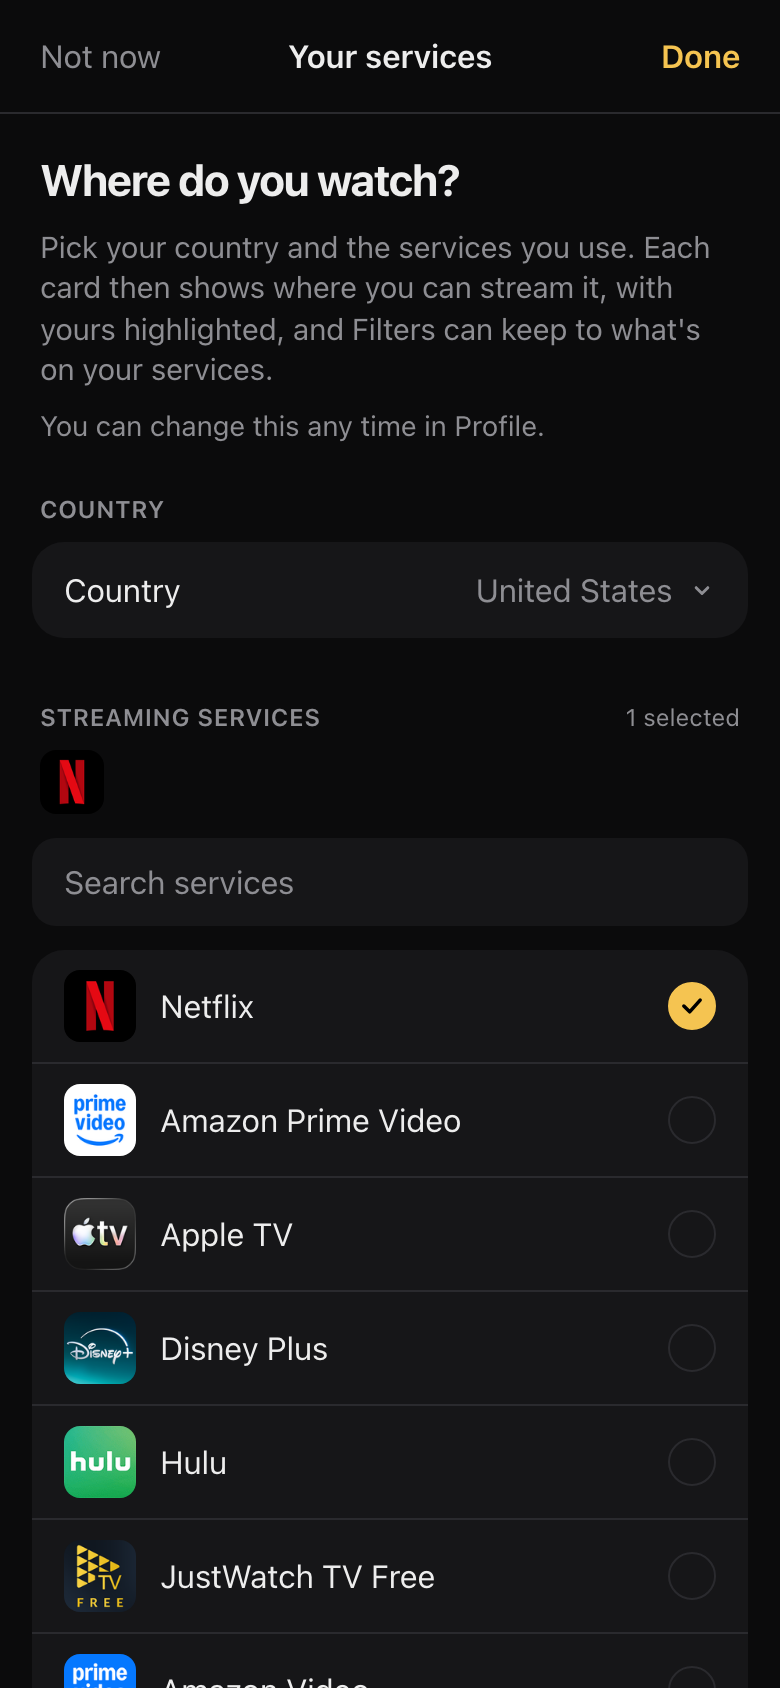 Not now
Your services
Done
Where do you watch?
Pick your country and the services you use. Each
card then shows where you can stream it, with
yours highlighted, and Filters can keep to what's
on your services.
You can change this any time in Profile.
COUNTRY
Country
United States
STREAMING SERVICES
1 selected
N
Search services
N
Netflix
prime
video
Amazon Prime Video
tv
Apple TV
Disney+
Disney Plus
hulu
Hulu
TV
FREE
JustWatch TV Free
prime
video
Amazon Video